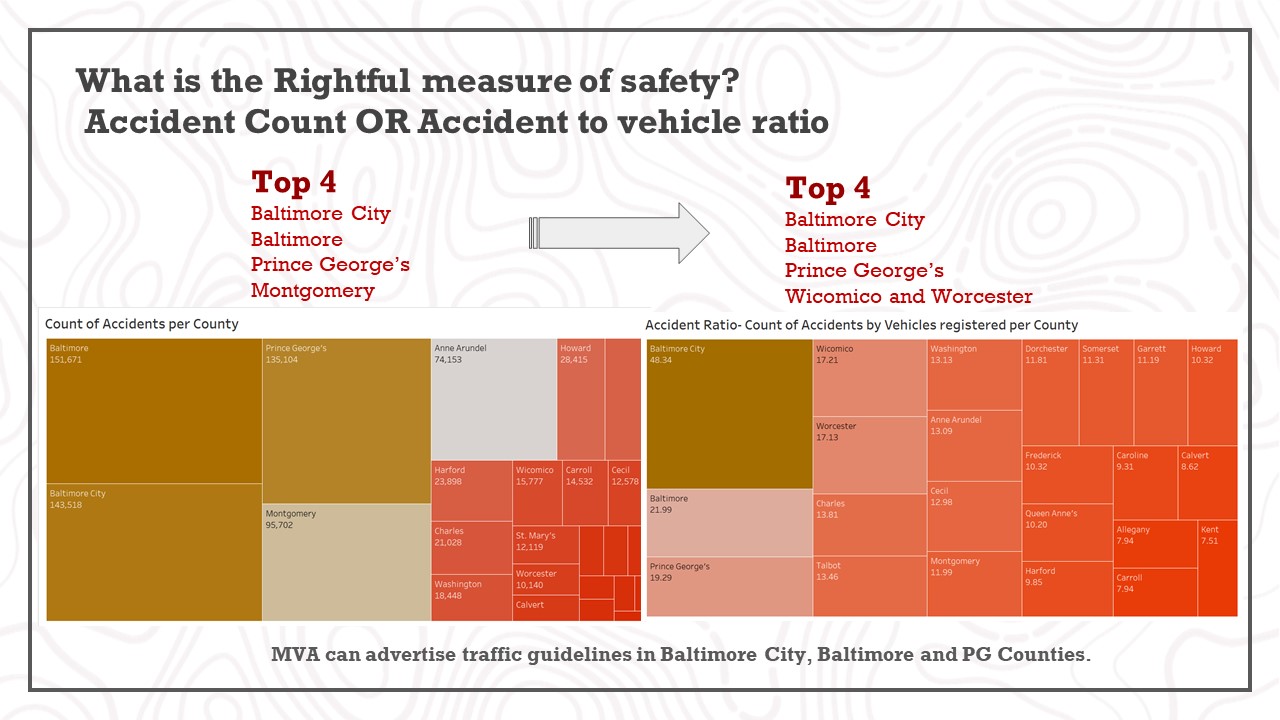 What is the Rightful measure of safety?
Accident Count OR Accident to vehicle ratio
Top 4
Baltimore City
Baltimore
Prince George's
Montgomery
Top 4
Baltimore City
Baltimore
Prince George's
Wicomico and Worcester
Count of Accidents per County
Baltimore
151,671
Baltimore City
143,518
Prince George's
135,104
Montgomery
95,702
Anne Arundel
74,153
Howard
28,415
Harford
23,898
Charles
21,028
Washington
18,448
Wicomico
15,777
Carroll
14,532
Cecil
12,578
St. Mary's
12,119
Worcester
10,140
Calvert
Accident Ratio- Count of Accidents by Vehicles registered per County
Baltimore City
48.34
Baltimore
21.99
Prince George's
19.29
Wicomico
17.21
Worcester
17.13
Charles
13.81
Talbot
13.46
Washington
13.13
Anne Arundel
13.09
Cecil
12.98
Montgomery
11.99
Dorchester
11.81
Somerset
11.31
Garrett
11.19
Howard
10.32
Frederick
10.32
Queen Anne's
10.20
Harford
9.85
Caroline
9.31
Calvert
8.62
Allegany
7.94
Carroll
7.94
Kent
7.51
MVA can advertise traffic guidelines in Baltimore City, Baltimore and PG Counties.